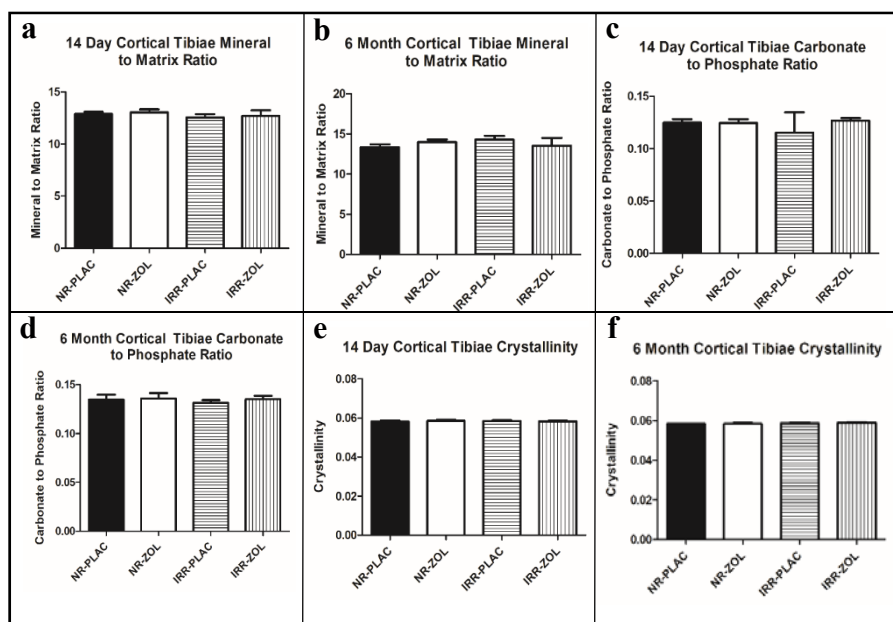 a
14 Day Cortical Tibiae Mineral
to Matrix Ratio
Mineral to Matrix Ratio
15
10
5
0
NR-PLAC
NR-ZOL
IRR-PLAC
IRR-ZOL
b
6 Month Cortical Tibiae Mineral
to Matrix Ratio
Mineral to Matrix Ratio
20
15
10
5
0
NR-PLAC
NR-ZOL
IRR-PLAC
IRR-ZOL
c
14 Day Cortical Tibiae Carbonate
to Phosphate Ratio
Carbonate to Phosphate Ratio
0.15
0.10
0.05
0.00
NR-PLAC
NR-ZOL
IRR-PLAC
IRR-ZOL
d
6 Month Cortical Tibiae Carbonate
to Phosphate Ratio
Carbonate to Phosphate Ratio
0.15
0.10
0.05
0.00
NR-PLAC
NR-ZOL
IRR-PLAC
IRR-ZOL
e
14 Day Cortical Tibiae Crystallinity
Crystallinity
0.08
0.06
0.04
0.02
0.00
NR-PLAC
NR-ZOL
IRR-PLAC
IRR-ZOL
f
6 Month Cortical Tibiae Crystallinity
Crystallinity
0.08
0.06
0.04
0.02
0.00
NR-PLAC
NR-ZOL
IRR-PLAC
IRR-ZOL